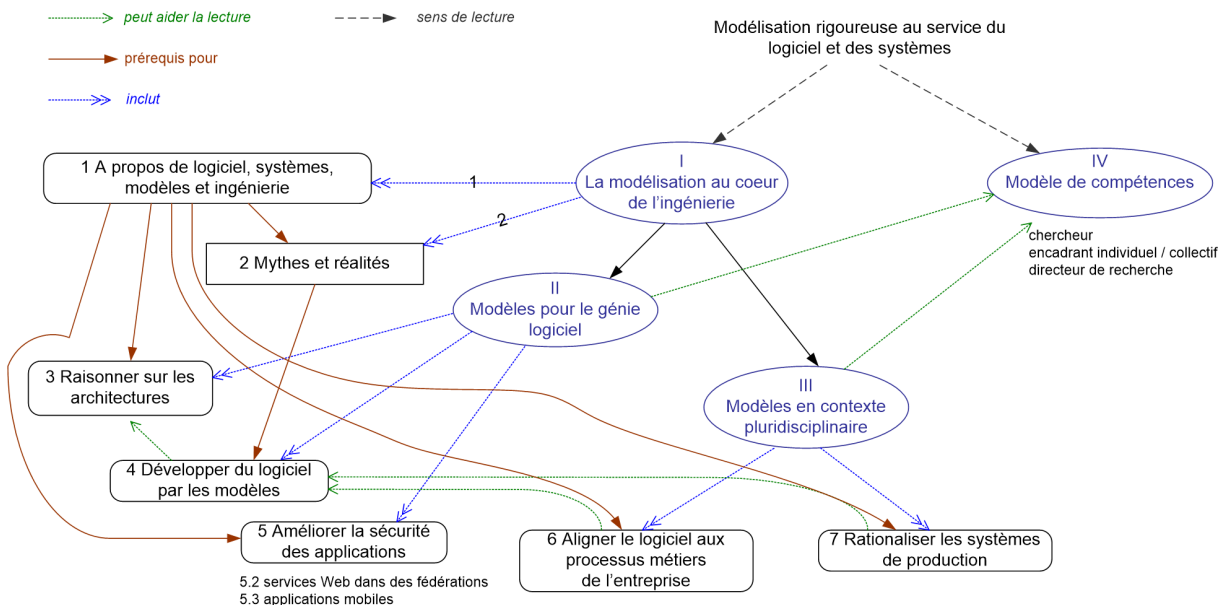 peut aider la lecture
sens de lecture
prérequis pour
inclut
Modélisation rigoureuse au service du
logiciel et des systèmes
1 A propos de logiciel, systèmes,
modèles et ingénierie
1
I
La modélisation au coeur
de l'ingénierie
IV
Modèle de compétences
2
2 Mythes et réalités
chercheur
encadrant individuel / collectif
directeur de recherche
II
Modèles pour le génie
logiciel
3 Raisonner sur les
architectures
III
Modèles en contexte
pluridisciplinaire
4 Développer du logiciel
par les modèles
5 Améliorer la sécurité
des applications
5.2 services Web dans des fédérations
5.3 applications mobiles
6 Aligner le logiciel aux
processus métiers
de l'entreprise
7 Rationaliser les systèmes
de production